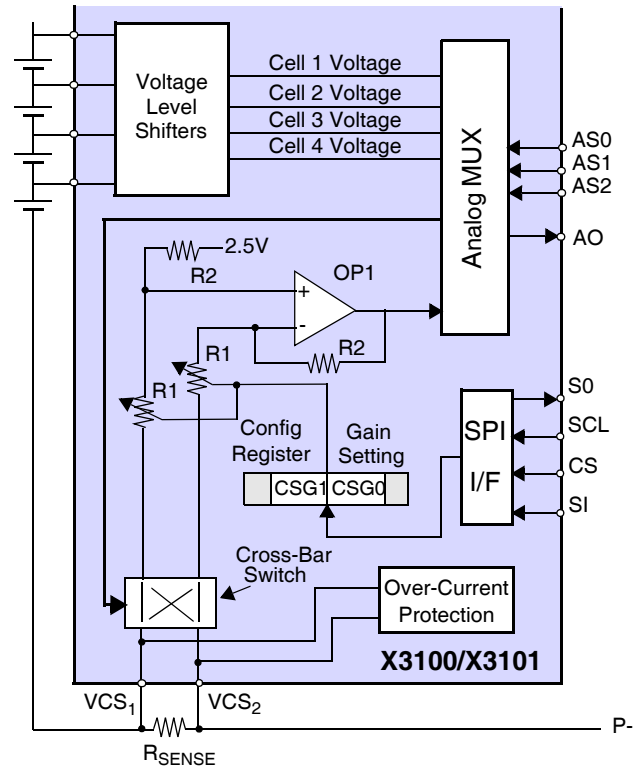 Voltage
Level
Shifters
Cell 1 Voltage
Cell 2 Voltage
Cell 3 Voltage
Cell 4 Voltage
Analog MUX
AS0
AS1
AS2
AO
2.5V
R2
OP1
+
-
R2
R1
R1
Config
Register
Gain
Setting
CSG1 CSG0
SPI
I/F
S0
SCL
CS
SI
Cross-Bar
Switch
Over-Current
Protection
X3100/X3101
VCS1
VCS2
P-
RSENSE